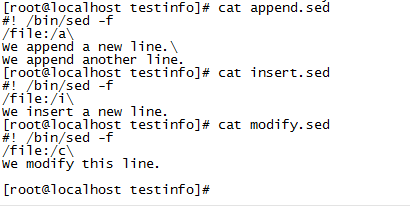 [root@localhost testinfo]# cat append.sed
#! /bin/sed -f
/file:/a\
We append a new line.\
We append another line.
[root@localhost testinfo]# cat insert.sed
#! /bin/sed -f
/file:/i\
We insert a new line.
[root@localhost testinfo]# cat modify.sed
#! /bin/sed -f
/file:/c\
We modify this line.
[root@localhost testinfo]#